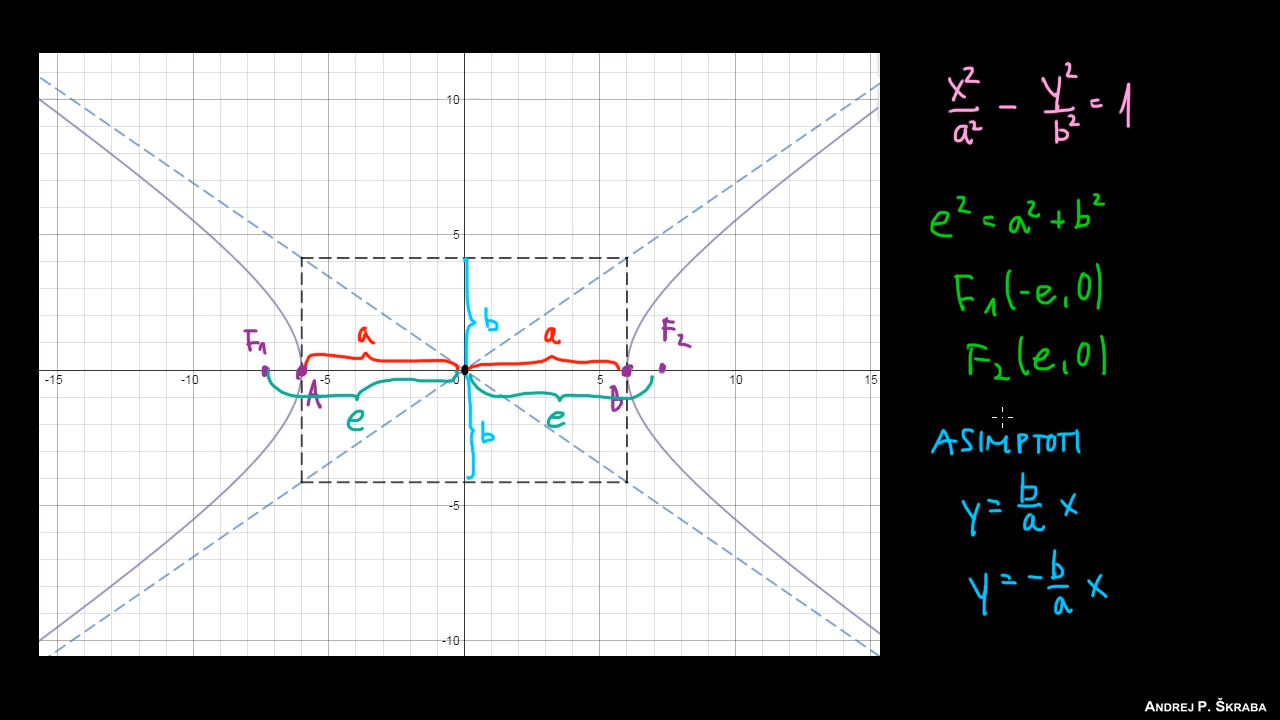 x²/a² - y²/b² = 1
e² = a² + b²
F₁(-e, 0)
F₂(e, 0)
ASIMPTOTI
y = b/a x
y = -b/a x
10
5
b
a a
F₁ F₂
-15 -5 0 5 10 15
A B
e e
b
-5
-10
ANDREJ P. ŠKRABA